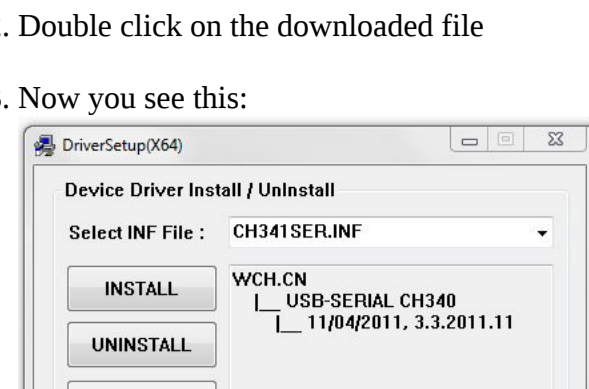 . Double click on the downloaded file
. Now you see this:
DriverSetup(X64)
Device Driver Install / UnInstall
Select INF File : CH341SER.INF
INSTALL
WCH.CN
|__ USB-SERIAL CH340
|__ 11/04/2011, 3.3.2011.11
UNINSTALL